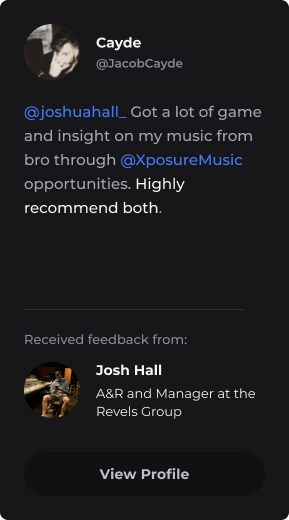 Cayde
@JacobCayde
@joshuahall_ Got a lot of game
and insight on my music from
bro through @XposureMusic
opportunities. Highly
recommend both.
Received feedback from:
Josh Hall
A&R and Manager at the
Revels Group
View Profile